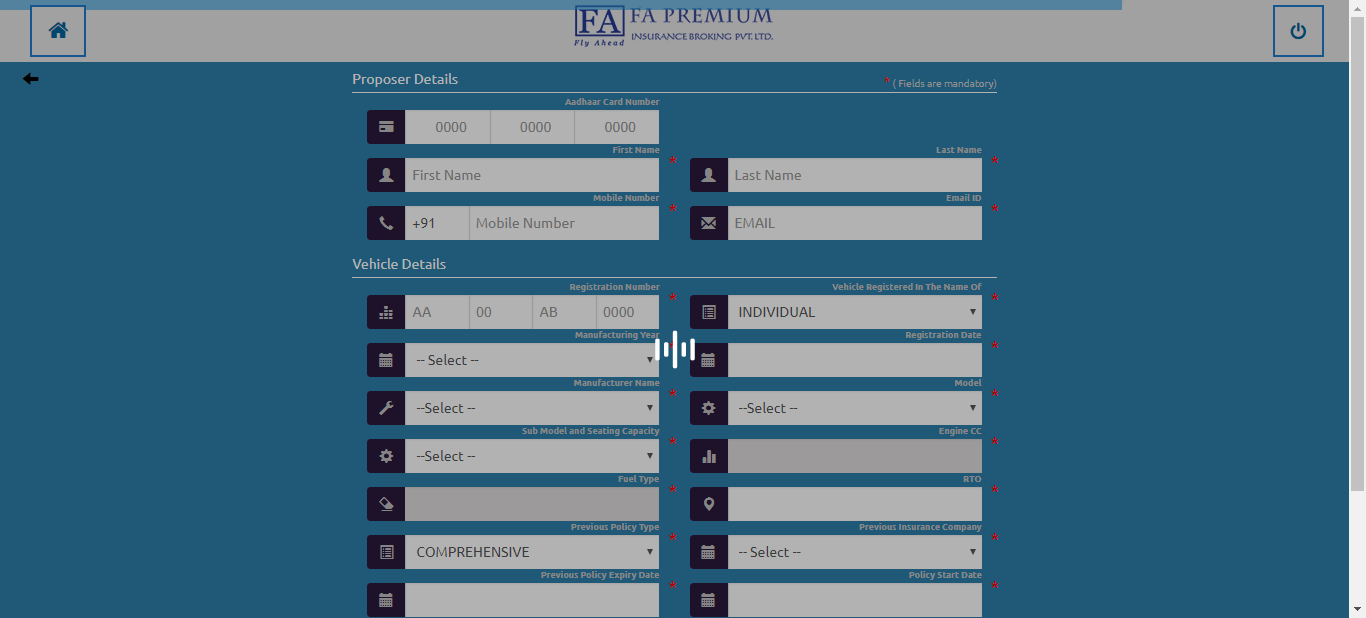 FA FA PREMIUM
Fly Ahead INSURANCE BROKING PVT. LTD.
Proposer Details * ( Fields are mandatory)
Aadhaar Card Number
0000 0000 0000
First Name * Last Name *
First Name Last Name
Mobile Number * Email ID *
+91 Mobile Number EMAIL
Vehicle Details
Registration Number * Vehicle Registered In The Name Of *
AA 00 AB 0000 INDIVIDUAL
Manufacturing Year Registration Date *
-- Select --
Manufacturer Name * Model *
--Select -- --Select --
Sub Model and Seating Capacity * Engine CC *
--Select --
Fuel Type * RTO *
Previous Policy Type * Previous Insurance Company *
COMPREHENSIVE -- Select --
Previous Policy Expiry Date * Policy Start Date *